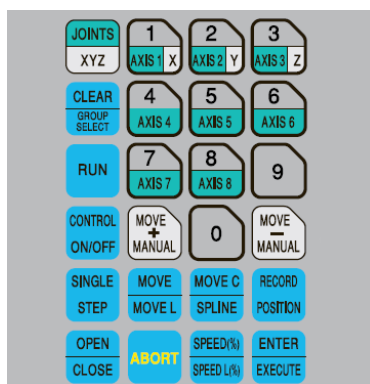 JOINTS 1 2 3
XYZ AXIS 1 X AXIS 2 Y AXIS 3 Z
CLEAR 4 5 6
GROUP SELECT AXIS 4 AXIS 5 AXIS 6
RUN 7 8 9
AXIS 7 AXIS 8
CONTROL MOVE + 0 MOVE −
ON/OFF MANUAL MANUAL
SINGLE MOVE MOVE C RECORD
STEP MOVE L SPLINE POSITION
OPEN ABORT SPEED(%) ENTER
CLOSE SPEED L(%) EXECUTE